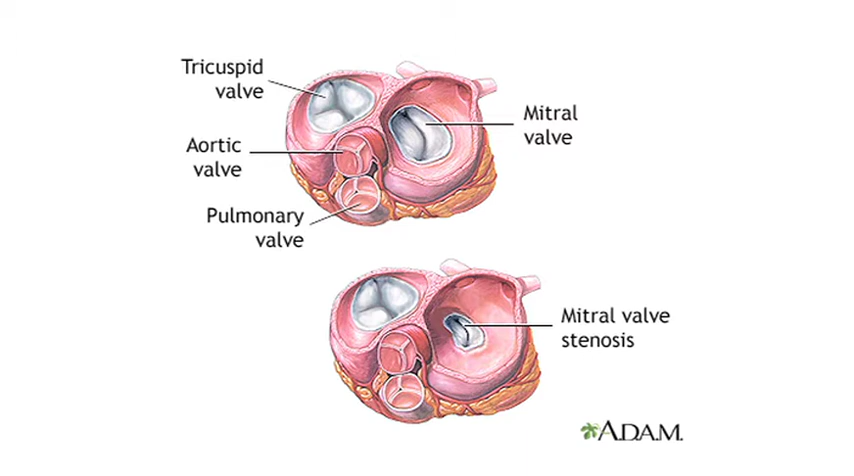 Tricuspid
valve
Mitral
valve
Aortic
valve
Pulmonary
valve
Mitral valve
stenosis
A.D.A.M.